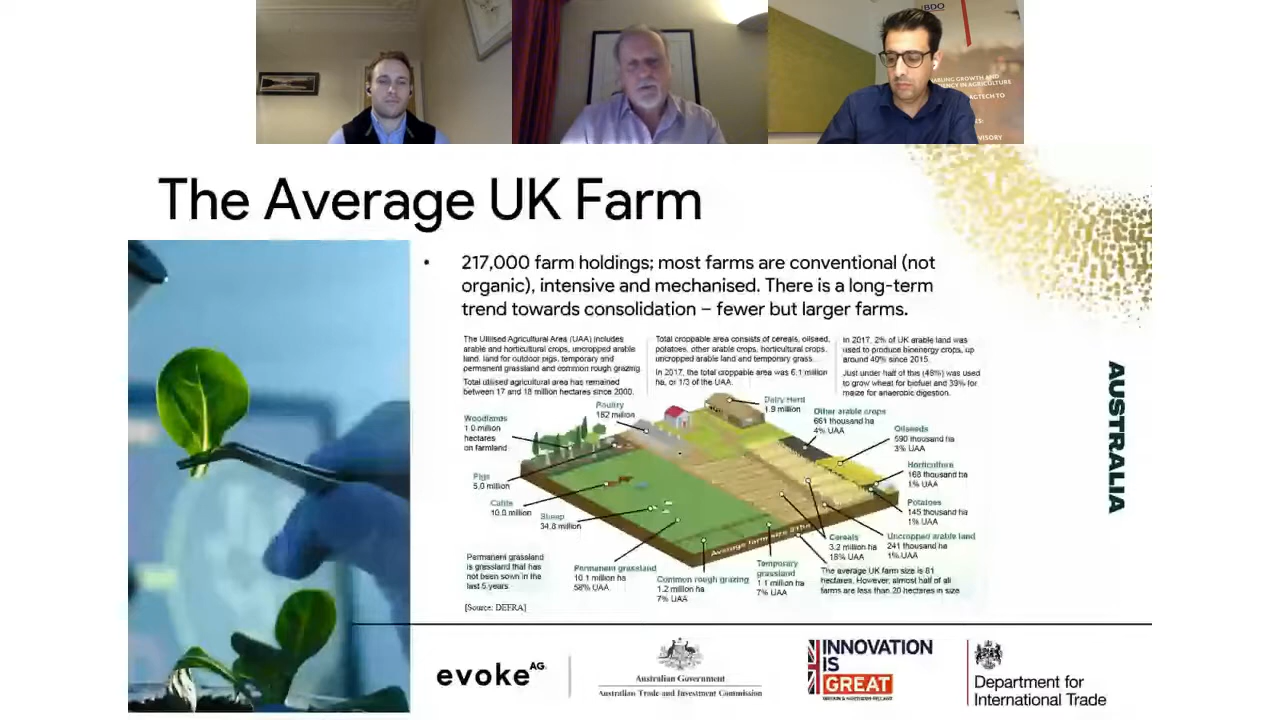 BDO
AGTECH TO
VISORY
The Average UK Farm
• 217,000 farm holdings; most farms are conventional (not
organic), intensive and mechanised. There is a long-term
trend towards consolidation – fewer but larger farms.
The Utilised Agricultural Area (UAA) includes
arable and horticultural crops, uncropped arable
land, land for outdoor pigs, temporary and
permanent grassland and common rough grazing
Total utilised agricultural area has remained
between 17 and 18 million hectares since 2000.
Total croppable area consists of cereals, oilseed,
potatoes, other arable crops, horticultural crops,
uncropped arable land and temporary grass.
In 2017, the total croppable area was 6.1 million
ha, or 1/3 of the UAA.
In 2017, 2% of UK arable land was
used to produce bioenergy crops, up
around 40% since 2015.
Just under half of this (48%) was used
to grow wheat for biofuel and 39% for
maize for anaerobic digestion.
Woodlands
1.0 million
hectares
on farmland
Poultry
182 million
Dairy Herd
1.9 million
Other arable crops
661 thousand ha
4% UAA
Oilseeds
590 thousand ha
3% UAA
Horticulture
168 thousand ha
1% UAA
Potatoes
145 thousand ha
1% UAA
Uncropped arable land
241 thousand ha
1% UAA
Pigs
5.0 million
Cattle
10.0 million
Sheep
34.8 million
Average farm size 81ha
Cereals
3.2 million ha
18% UAA
Permanent grassland
is grassland that has
not been sown in the
last 5 years
Permanent grassland
10.1 million ha
58% UAA
Common rough grazing
1.2 million ha
7% UAA
Temporary
grassland
1.1 million ha
7% UAA
The average UK farm size is 81
hectares. However, almost half of all
farms are less than 20 hectares in size
[Source: DEFRA]
AUSTRALIA
evokeAG.
Australian Government
Australian Trade and Investment Commission
INNOVATION
IS
GREAT
BRITAIN & NORTHERN IRELAND
Department for
International Trade